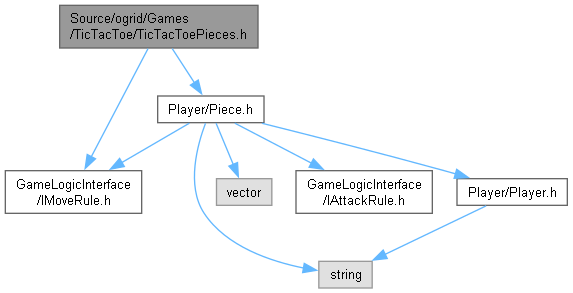 Source/ogrid/Games
/TicTacToe/TicTacToePieces.h
Player/Piece.h
GameLogicInterface
/IMoveRule.h
vector
GameLogicInterface
/IAttackRule.h
Player/Player.h
string